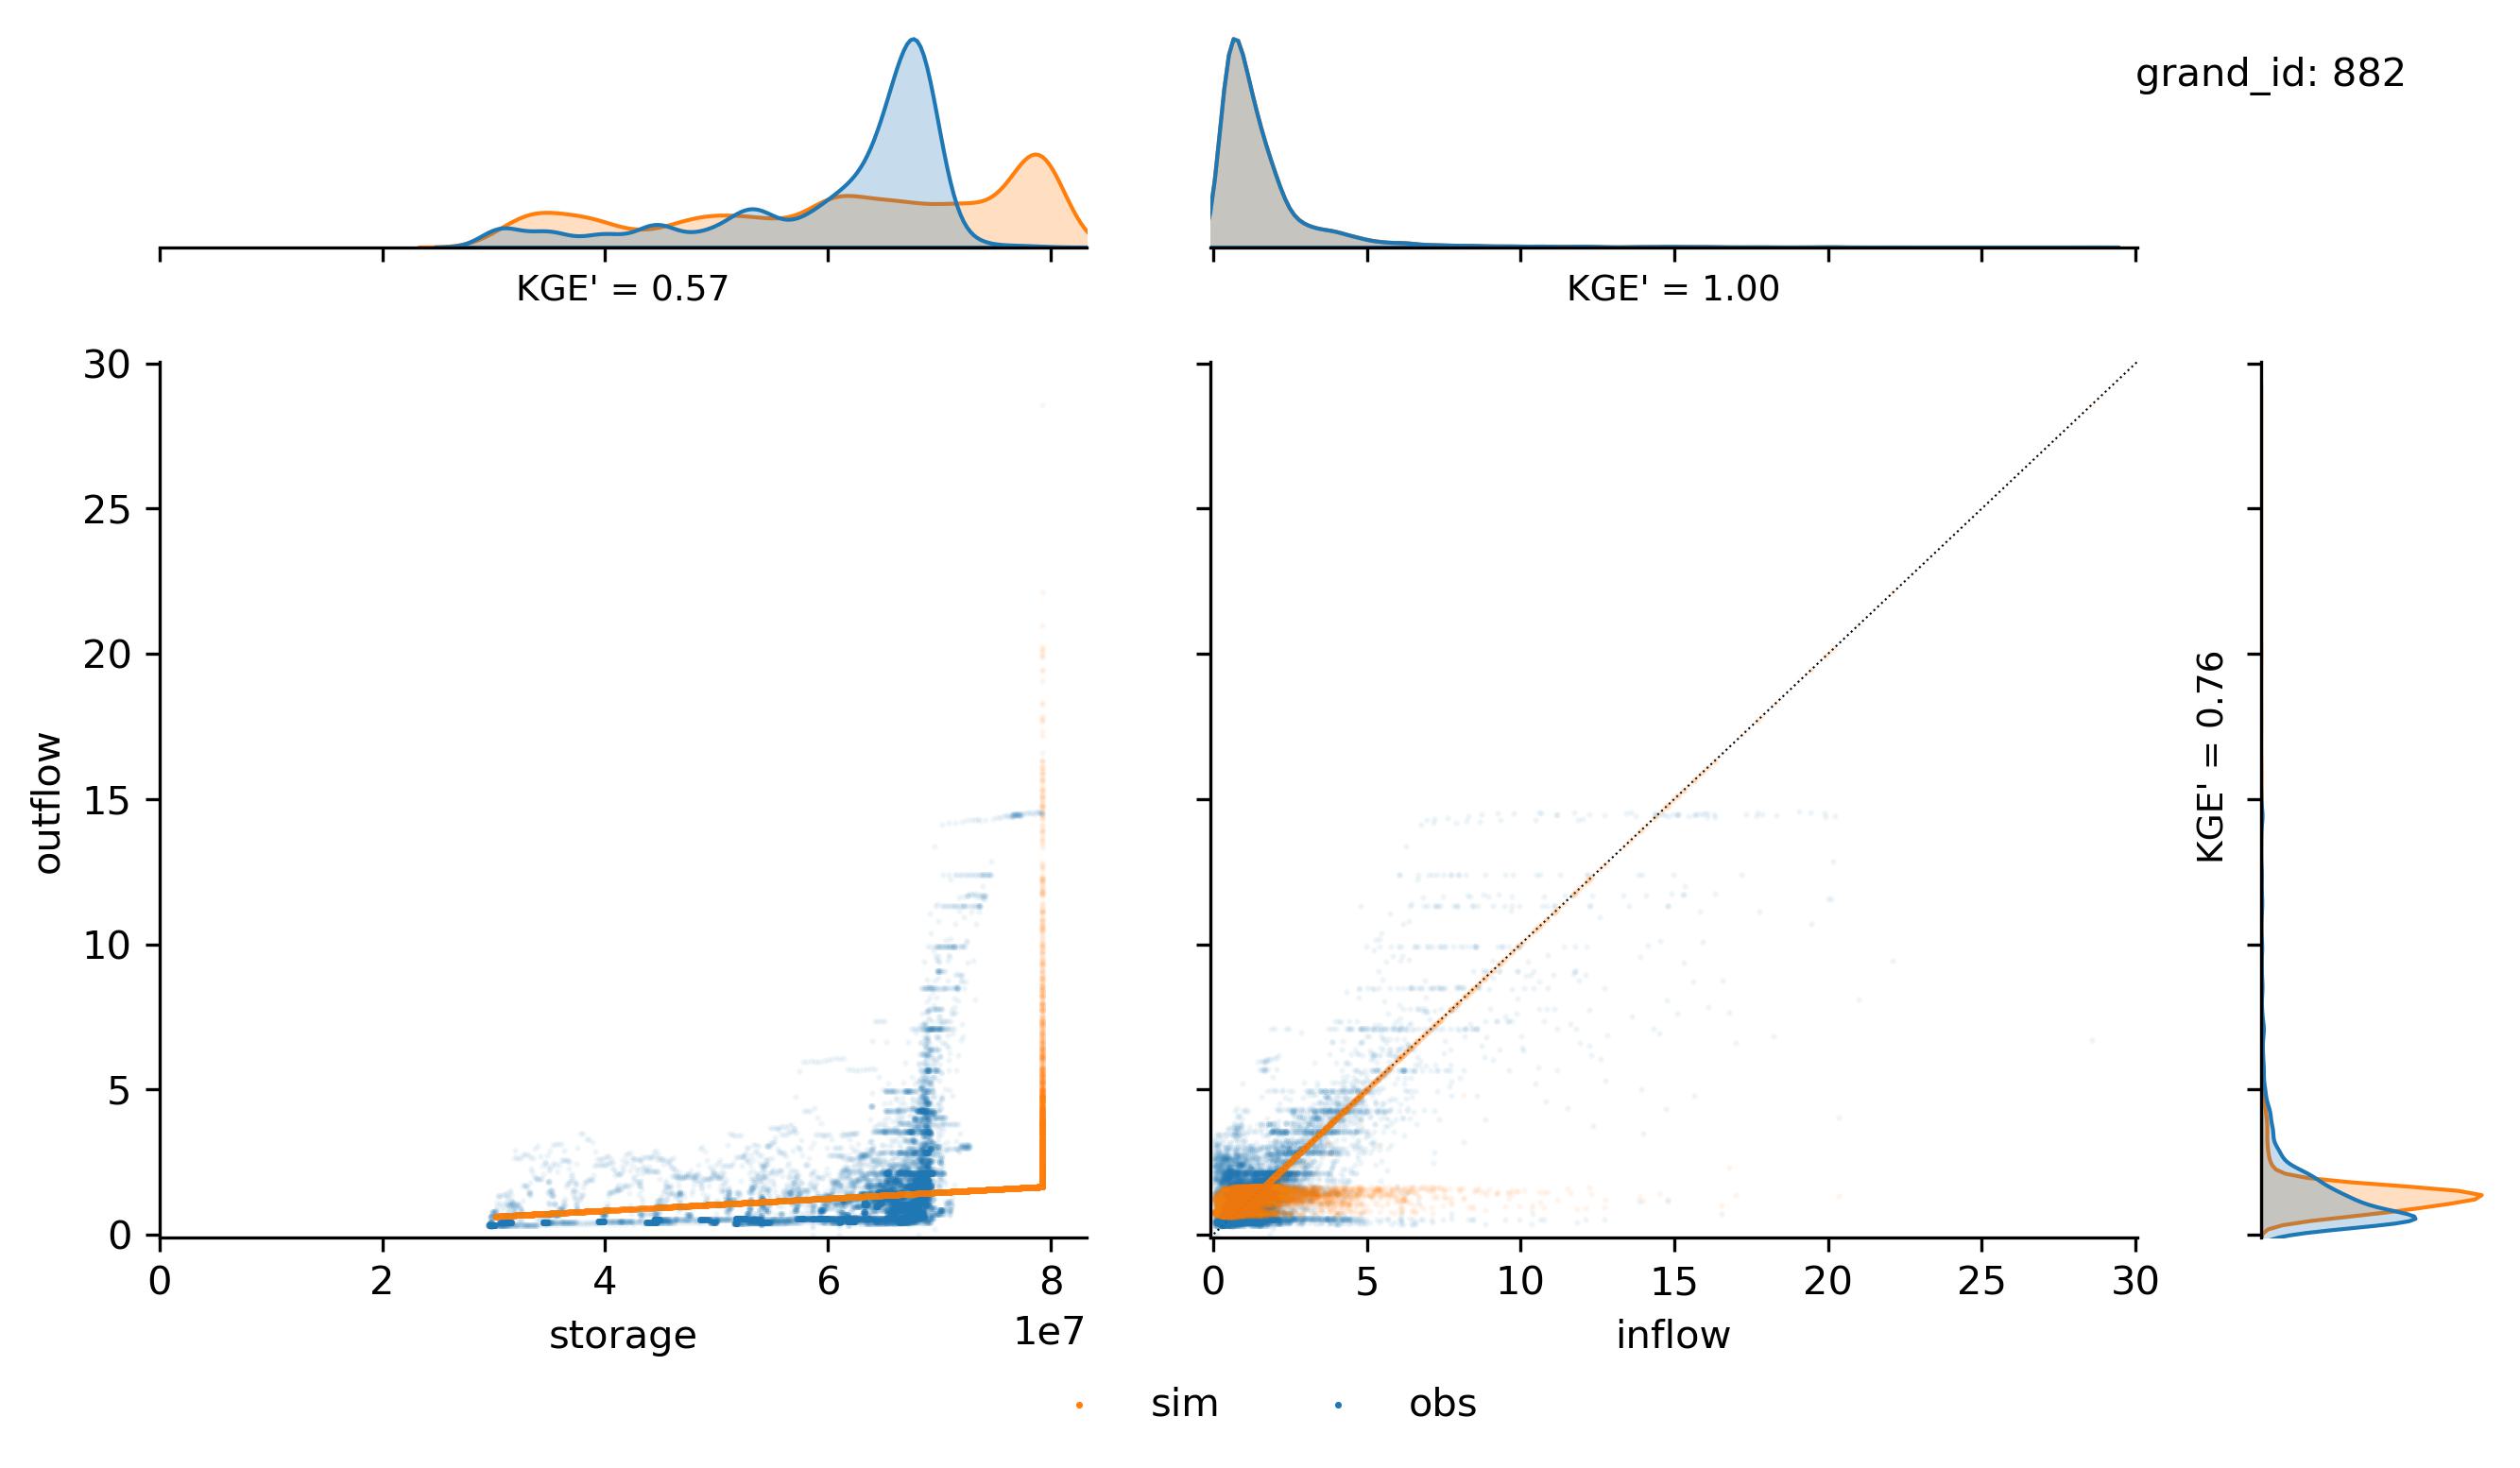 grand_id: 882
KGE' = 0.57
KGE' = 1.00
30
25
20
15
10
5
0
outflow
KGE' = 0.76
0 2 4 6 8
0 5 10 15 20 25 30
1e7
storage
inflow
sim obs